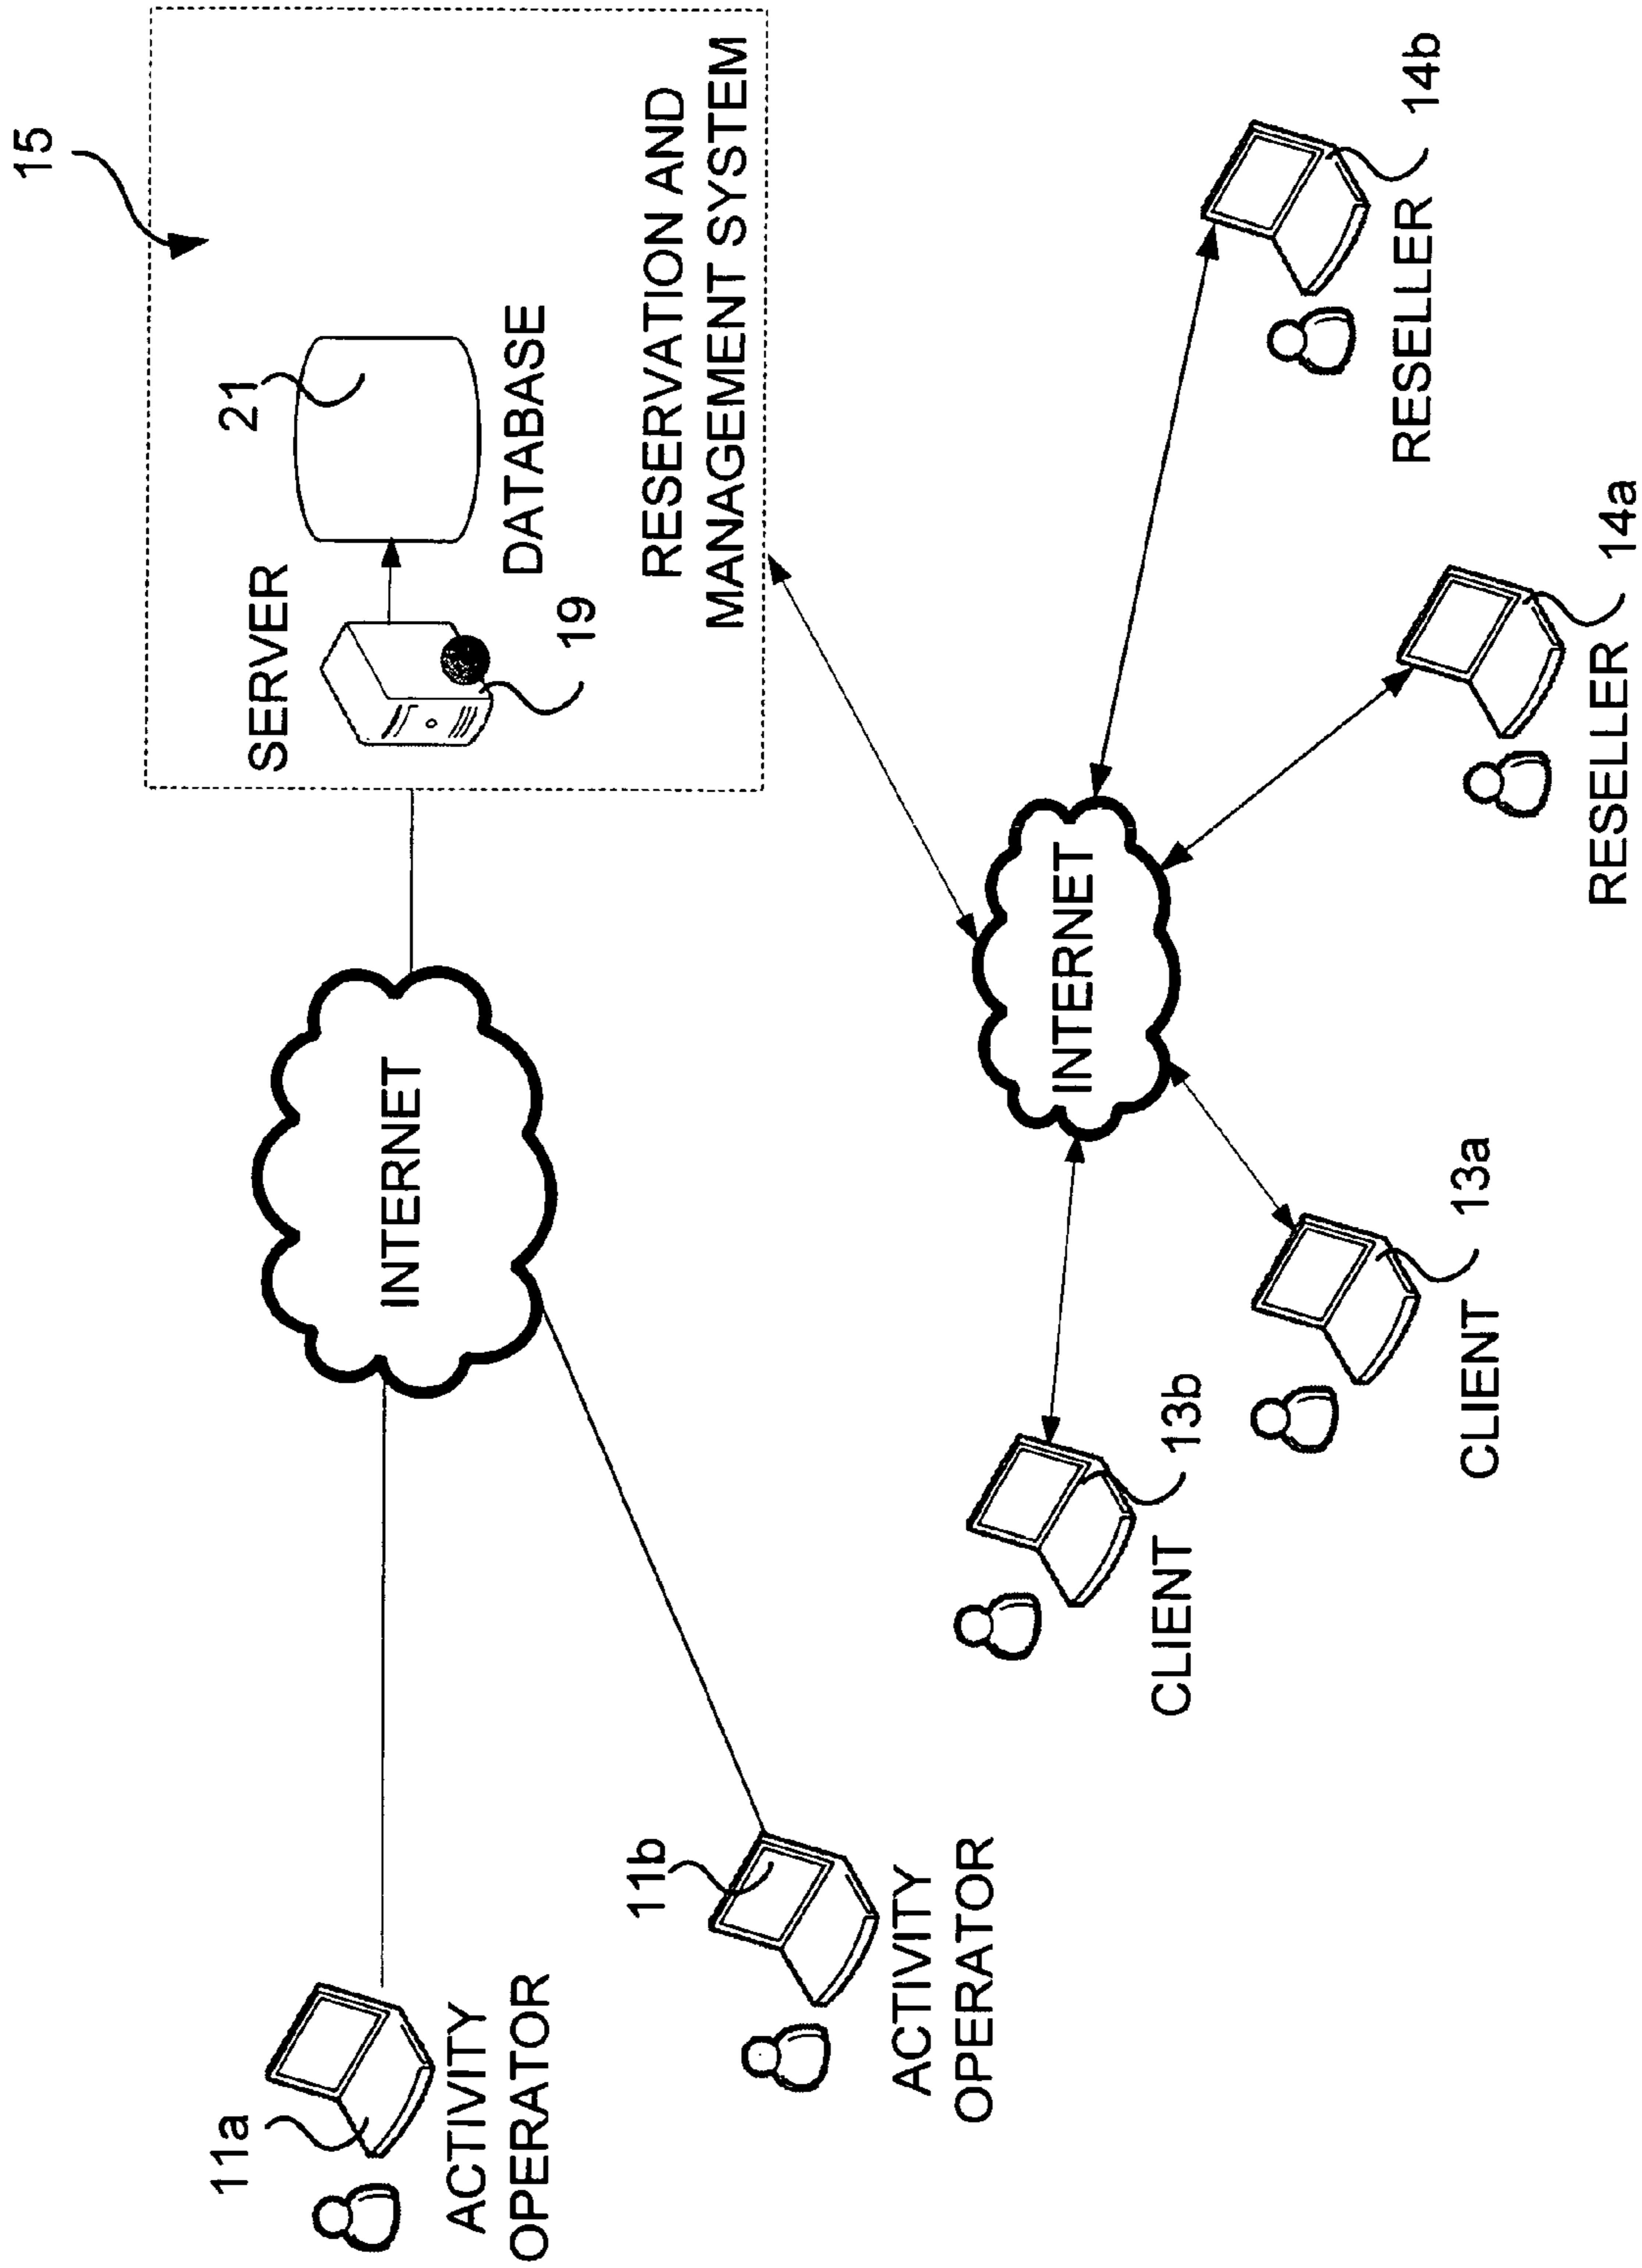 15
SERVER
21
DATABASE
19
RESERVATION AND
MANAGEMENT SYSTEM
INTERNET
11a
ACTIVITY
OPERATOR
11b
ACTIVITY
OPERATOR
INTERNET
13b
CLIENT
13a
CLIENT
14a
RESELLER
14b
RESELLER